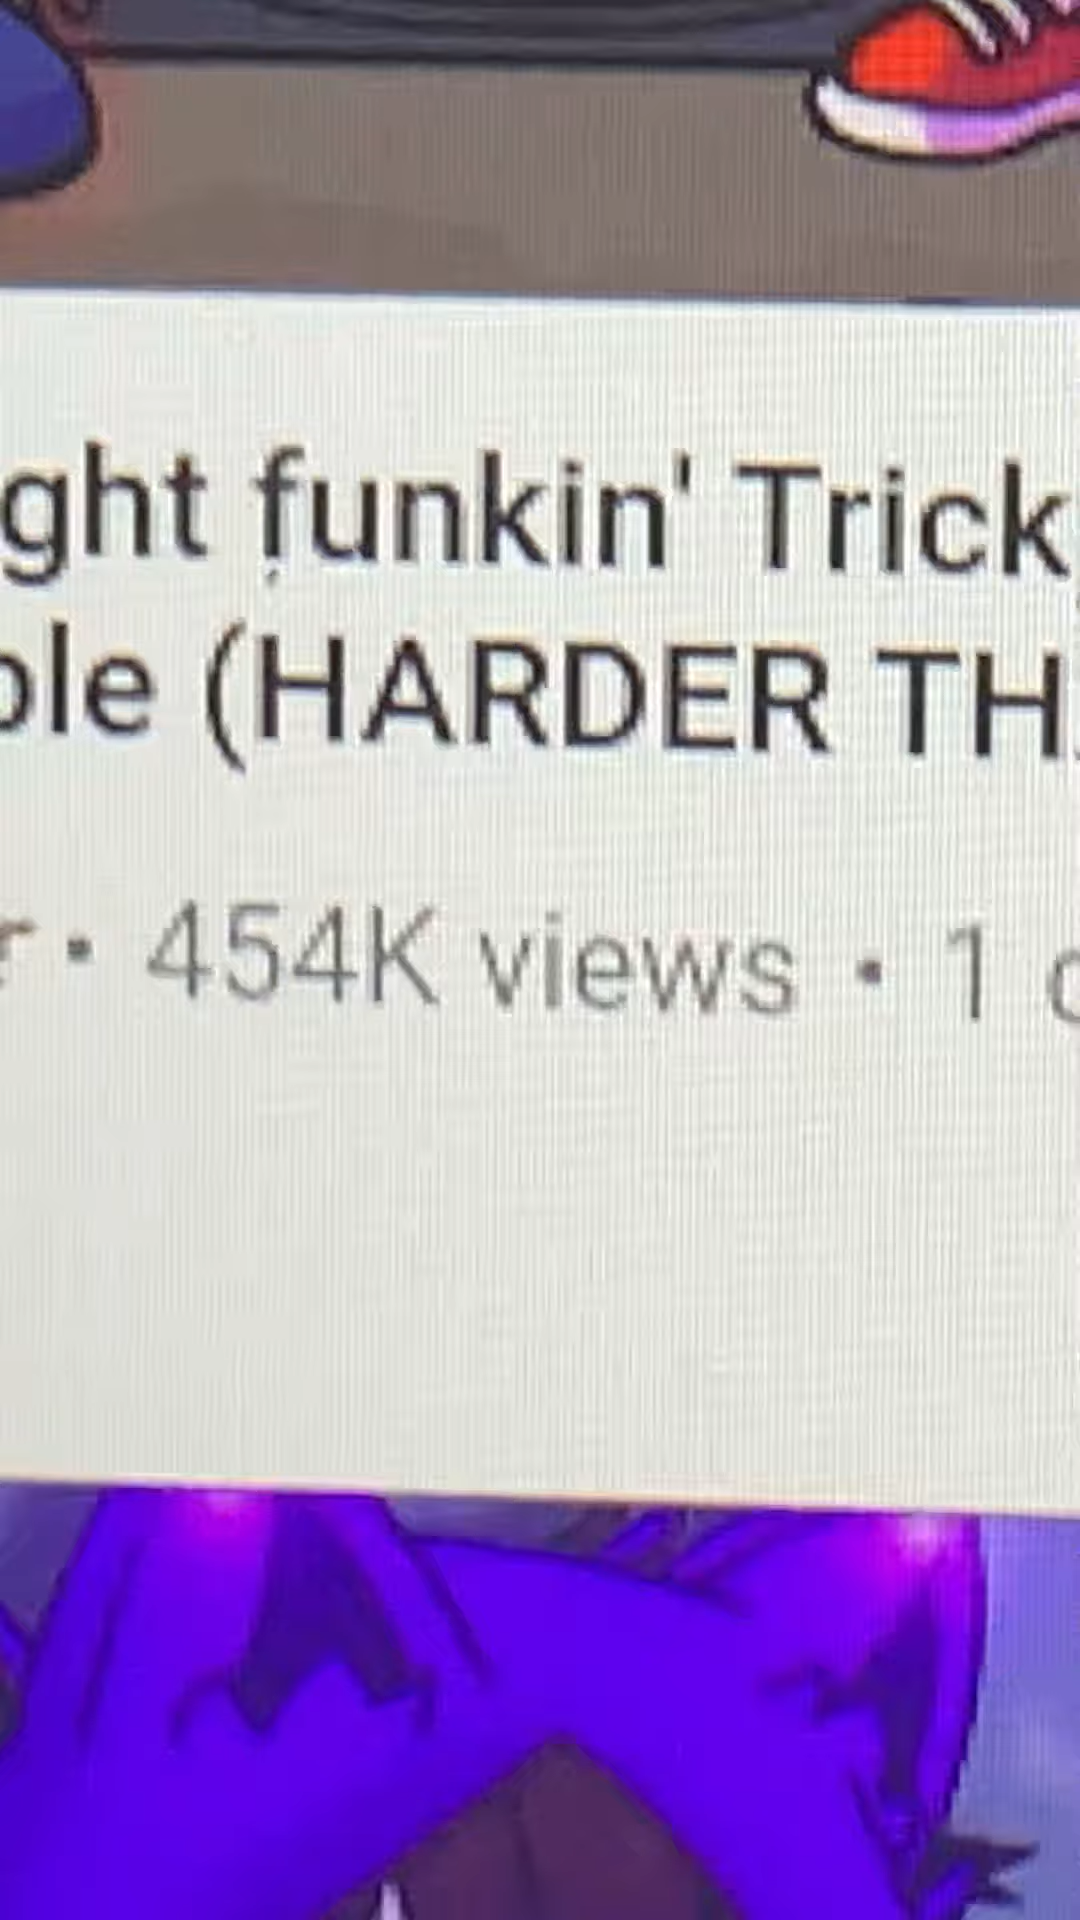 ght funkin' Trick
ble (HARDER TH
r • 454K views • 1